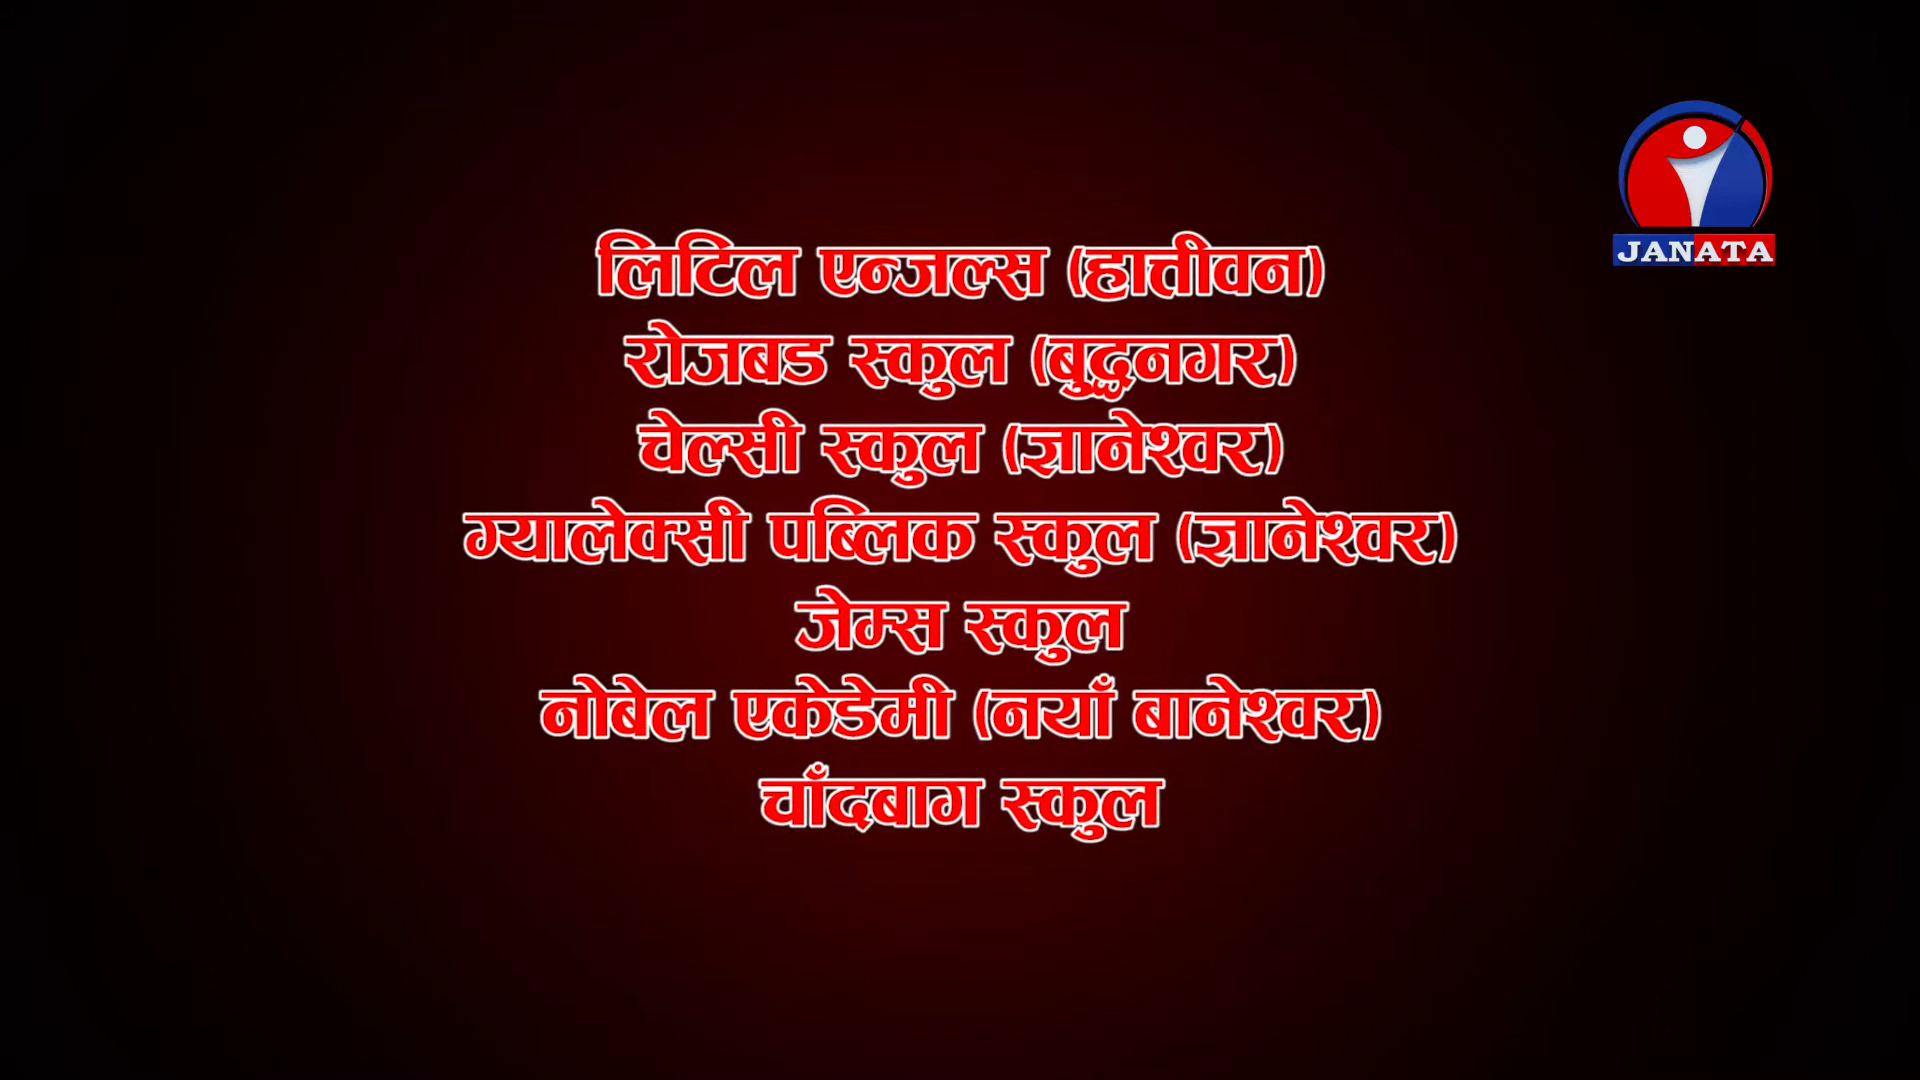 JANATA
लिटिल एन्जल्स (हात्तीवन)
रोजबड स्कुल (बुद्धनगर)
चेल्सी स्कुल (ज्ञानेश्वर)
ग्यालेक्सी पब्लिक स्कुल (ज्ञानेश्वर)
जेम्स स्कुल
नोबेल एकेडेमी (नयाँ बानेश्वर)
चाँदबाग स्कुल